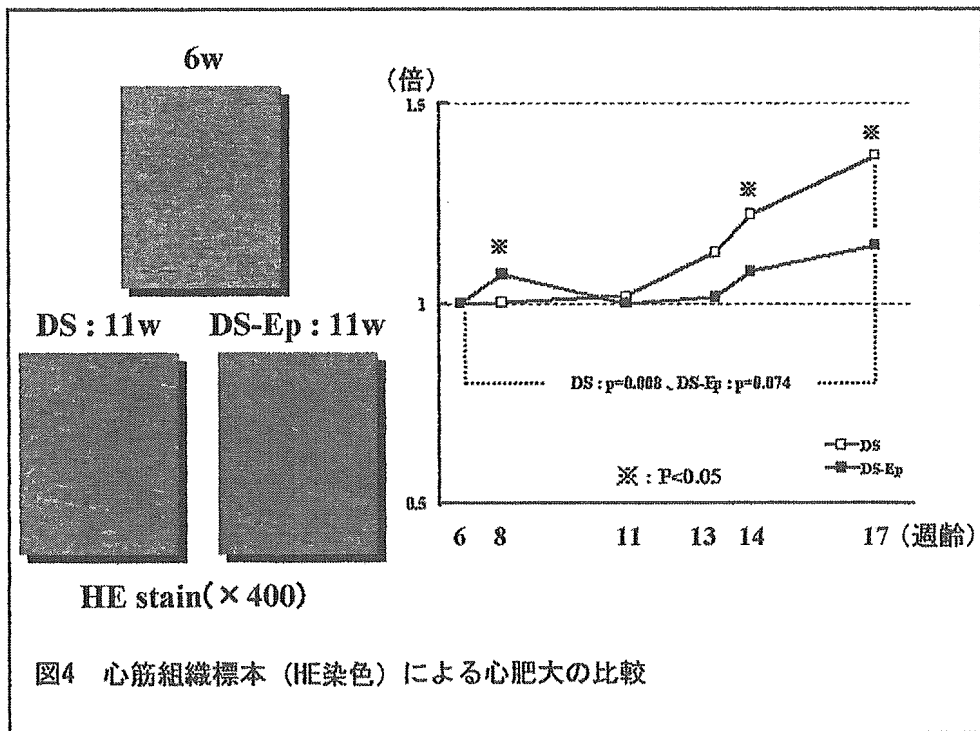 6w
DS : 11w DS-Ep : 11w
HE stain(×400)
(倍)
1.5
1
0.5
※
※
※
DS : p=0.008、DS-Ep : p=0.074
DS
DS-Ep
※ : P<0.05
6 8 11 13 14 17 (週齢)
図4 心筋組織標本（HE染色）による心肥大の比較